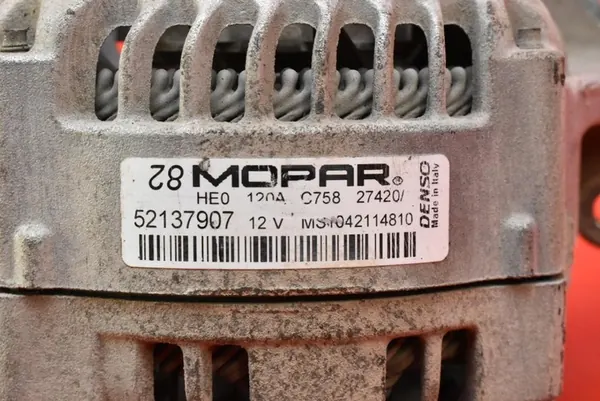 82 MOPAR®
HE0 120A C758 27420/
52137907 12 V MS1042114810
DENSO
Made in Italy